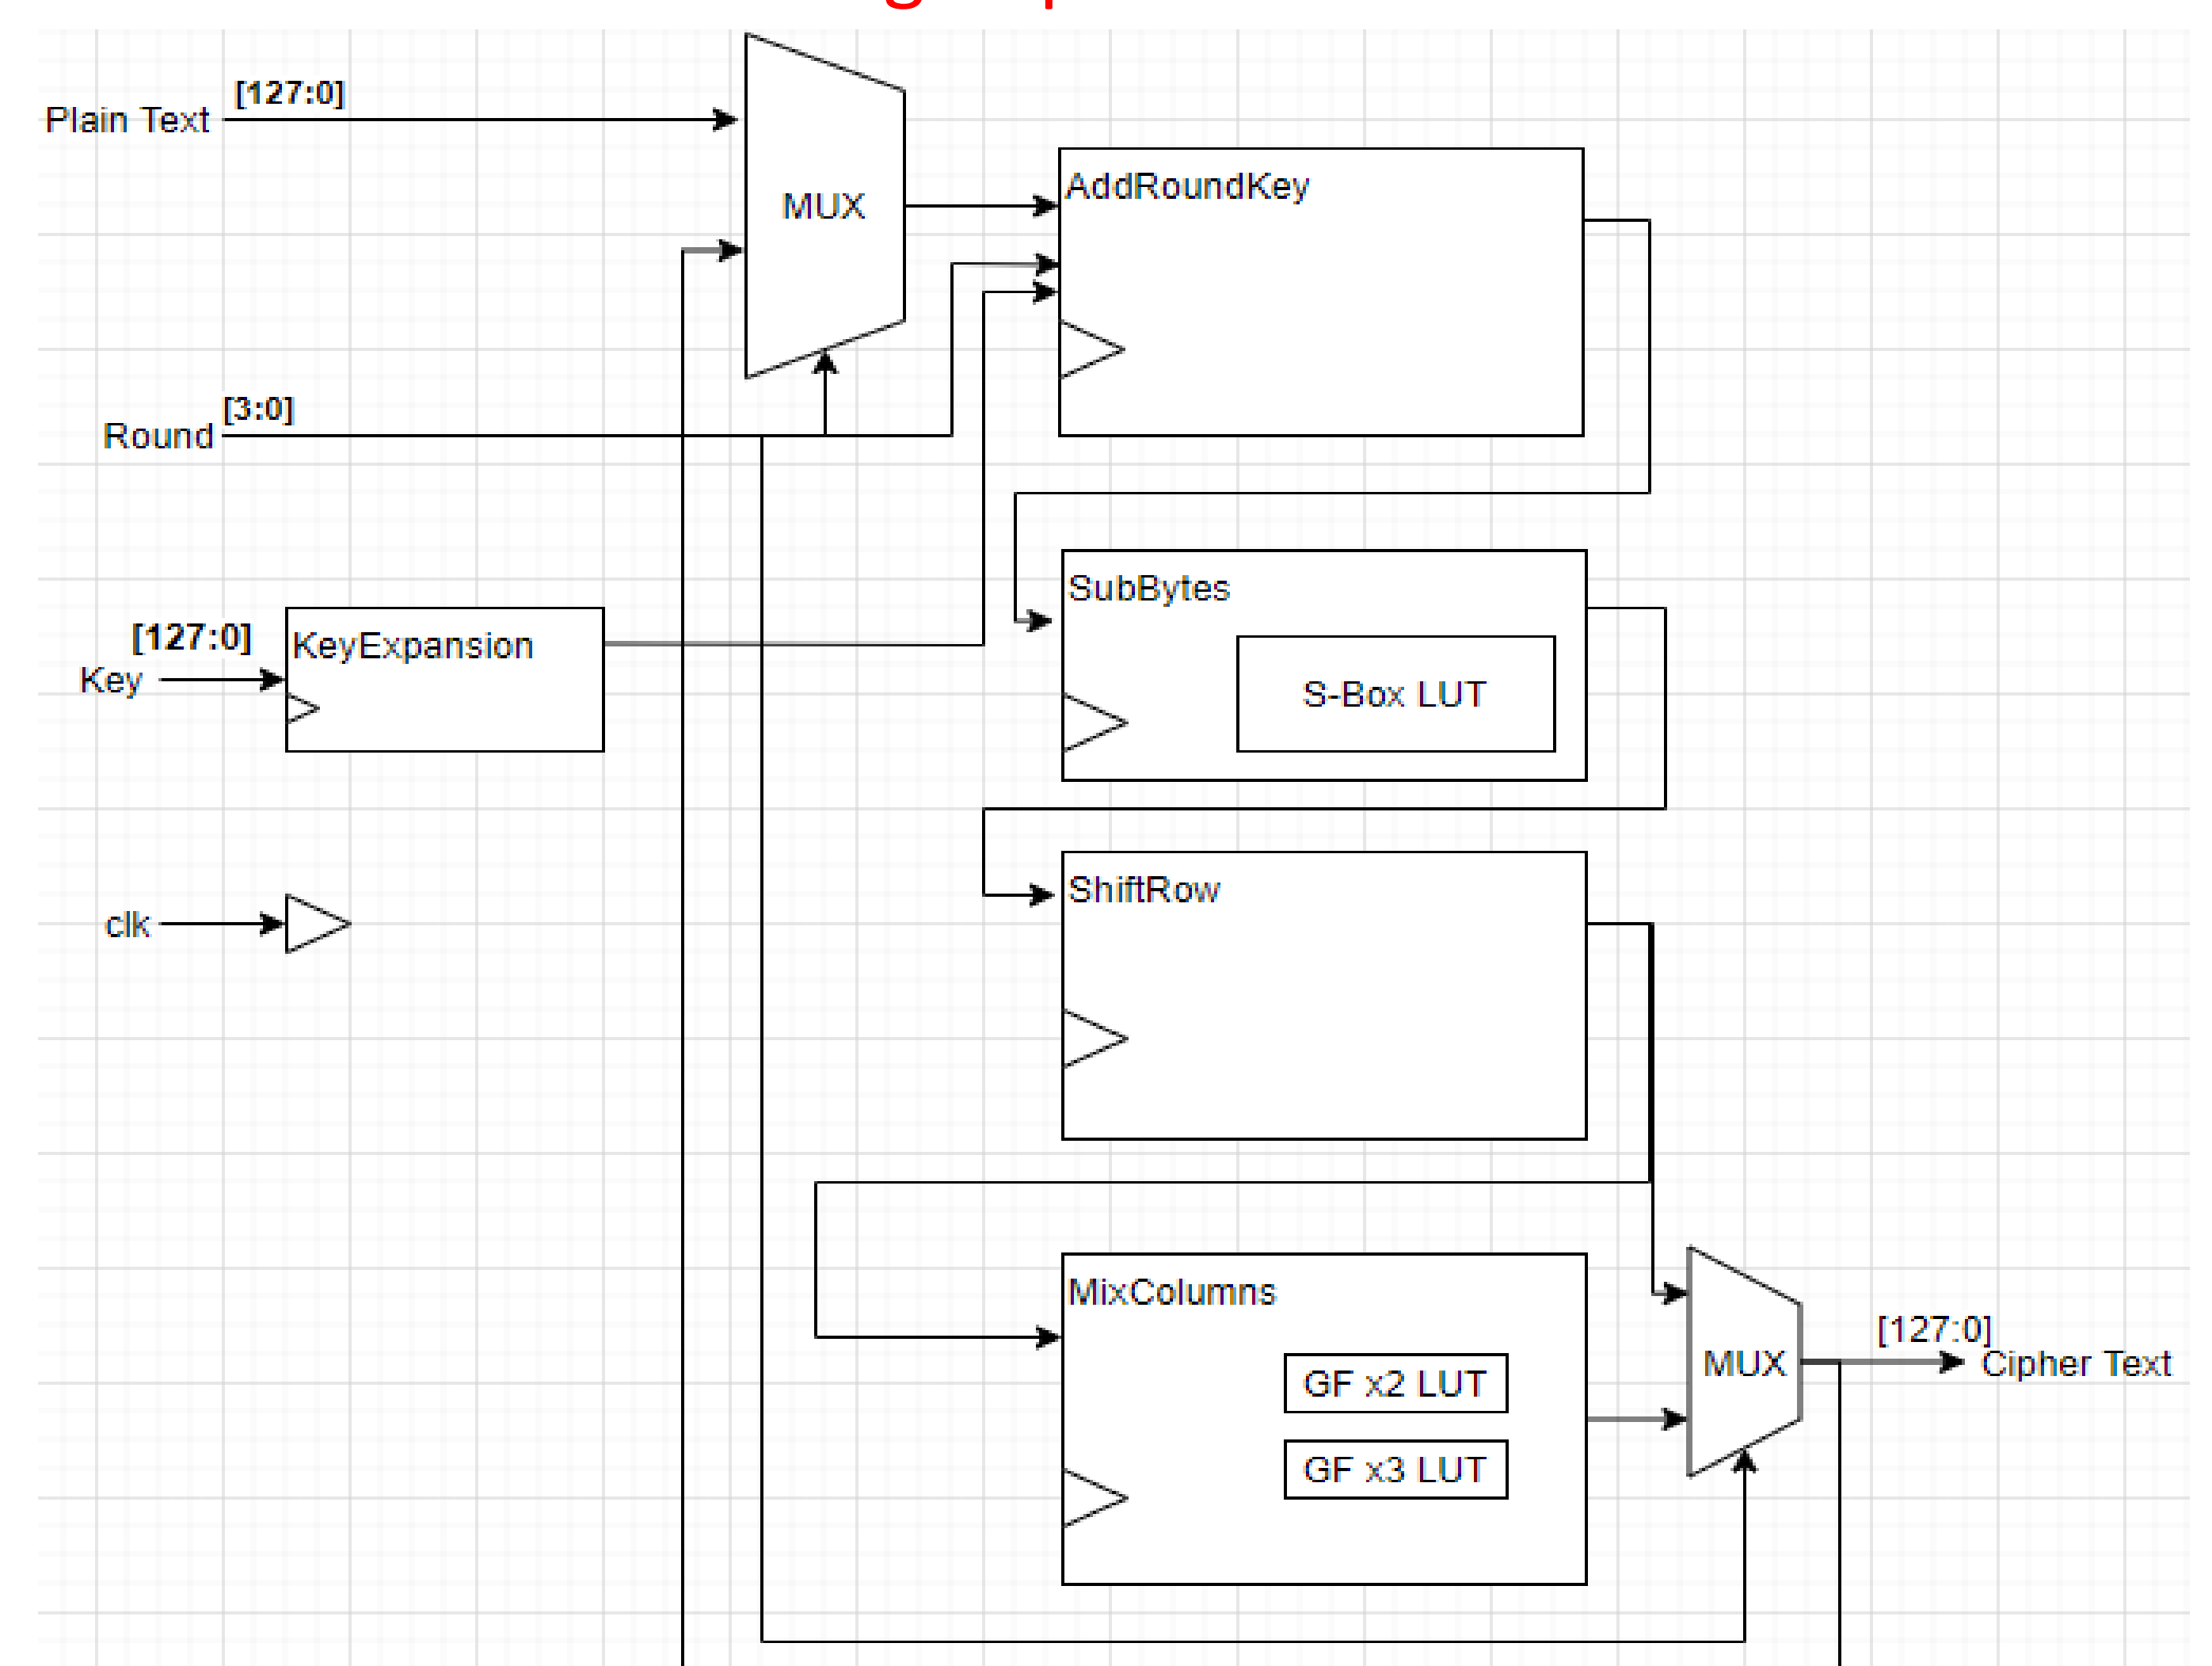 [127:0]
Plain Text
MUX
AddRoundKey
[3:0]
Round
SubBytes
S-Box LUT
[127:0]
KeyExpansion
Key
ShiftRow
clk
MixColumns
GF x2 LUT
GF x3 LUT
MUX
[127:0]
Cipher Text